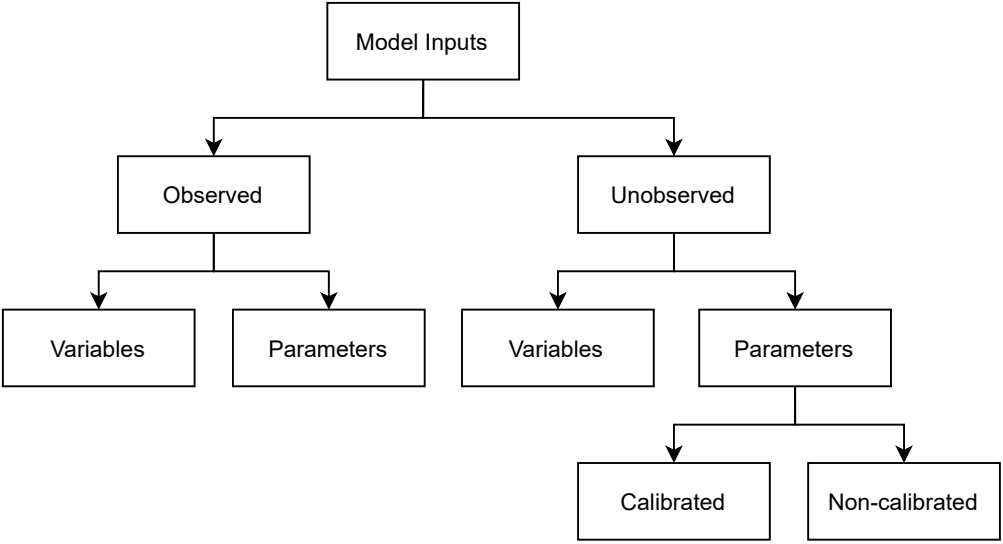 Model Inputs
Observed
Unobserved
Variables
Parameters
Variables
Parameters
Calibrated
Non-calibrated